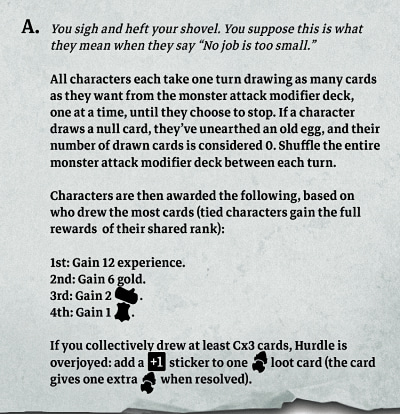 A. You sigh and heft your shovel. You suppose this is what
they mean when they say “No job is too small.”
All characters each take one turn drawing as many cards
as they want from the monster attack modifier deck,
one at a time, until they choose to stop. If a character
draws a null card, they’ve unearthed an old egg, and their
number of drawn cards is considered 0. Shuffle the entire
monster attack modifier deck between each turn.
Characters are then awarded the following, based on
who drew the most cards (tied characters gain the full
rewards of their shared rank):
1st: Gain 12 experience.
2nd: Gain 6 gold.
3rd: Gain 2 .
4th: Gain 1 .
If you collectively drew at least Cx3 cards, Hurdle is
overjoyed: add a +1 sticker to one loot card (the card
gives one extra when resolved).